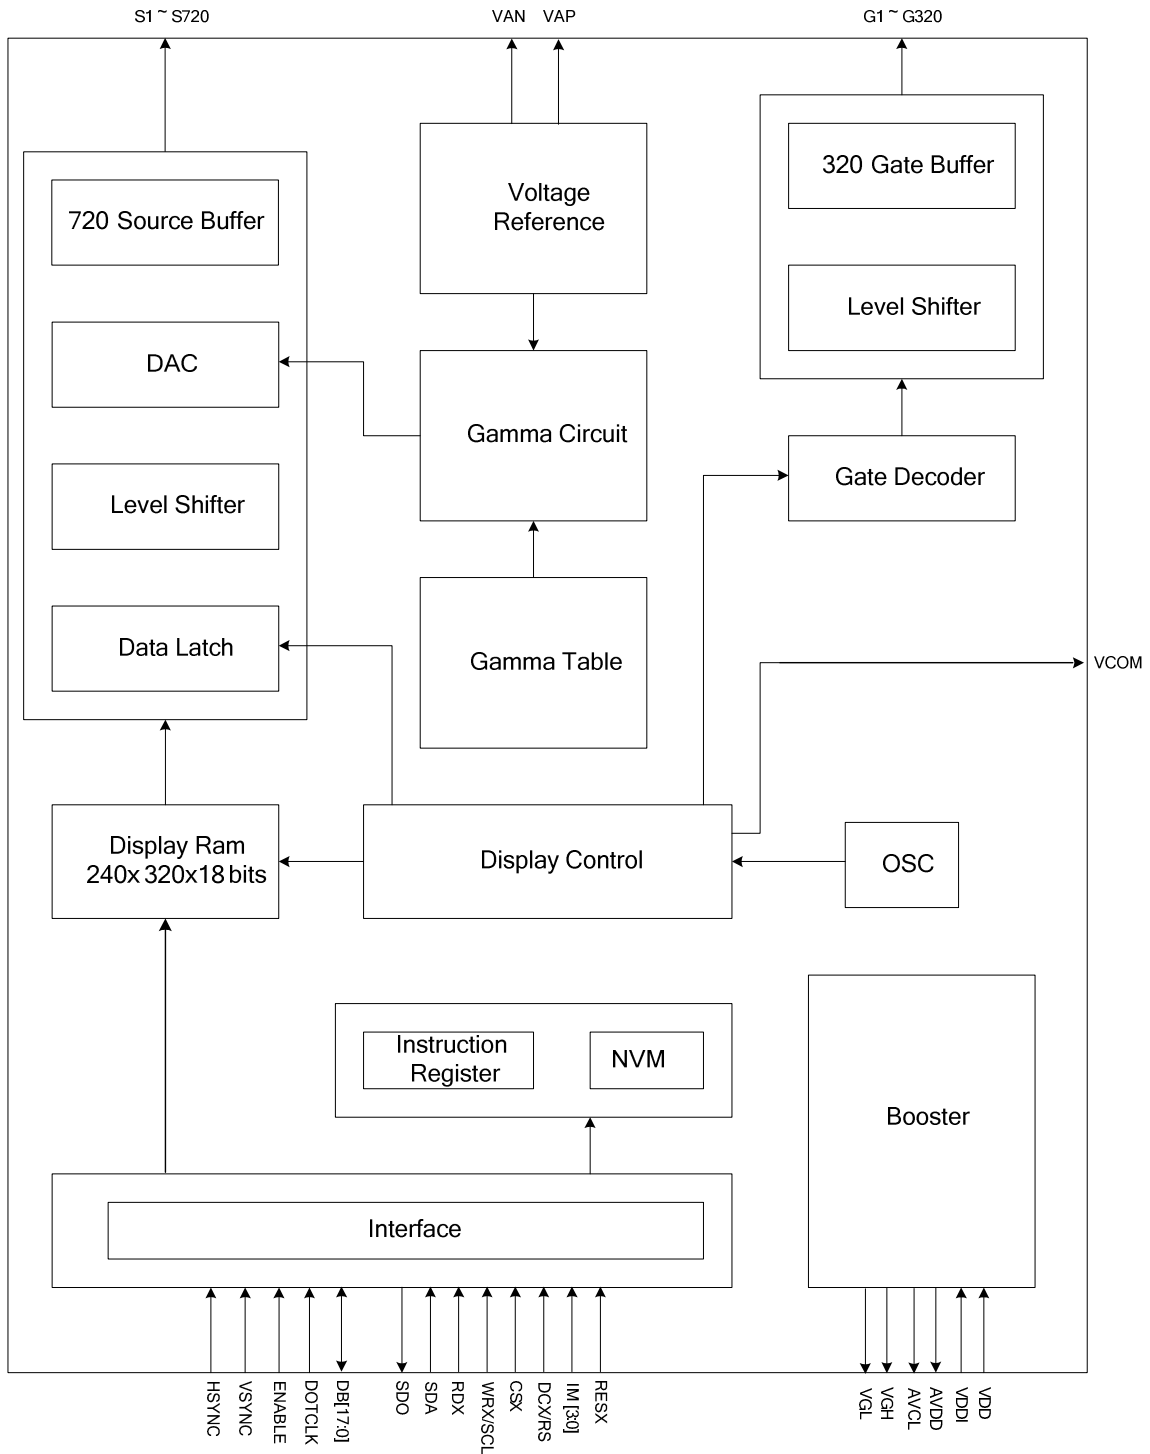 S1 ~ S720
VAN VAP
G1 ~ G320
720 Source Buffer
DAC
Level Shifter
Data Latch
Voltage
Reference
Gamma Circuit
Gamma Table
320 Gate Buffer
Level Shifter
Gate Decoder
VCOM
Display Ram
240x 320x18 bits
Display Control
OSC
Instruction
Register
NVM
Booster
Interface
HSYNC
VSYNC
ENABLE
DOTCLK
DB[17:0]
SDO
SDA
RDX
WRX/SCL
CSX
DCX/RS
IM [3:0]
RESX
VGL
VGH
AVCL
AVDD
VDDI
VDD